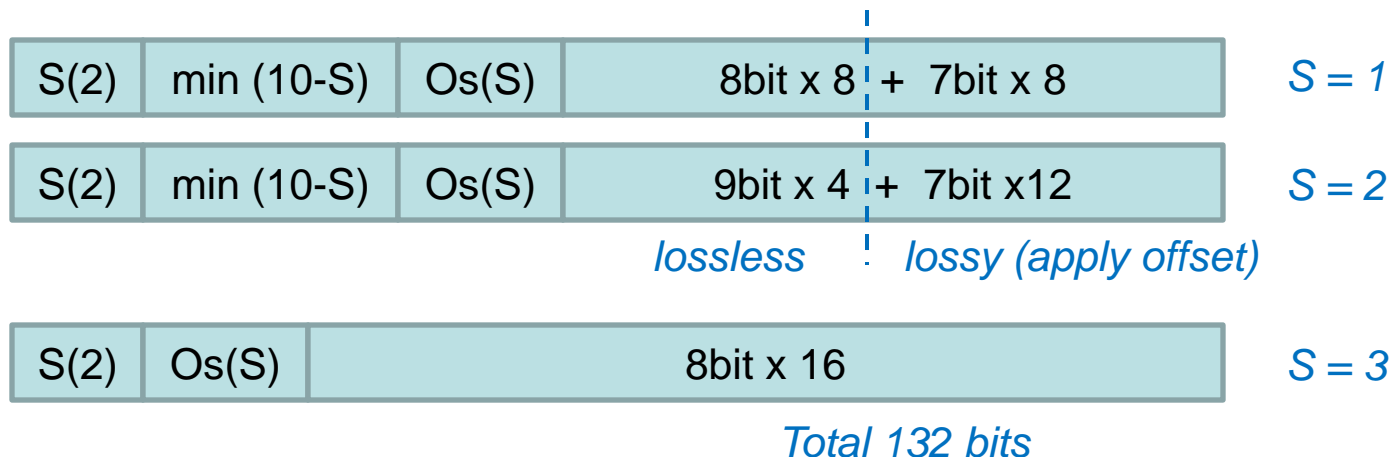 S(2) min (10-S) Os(S) 8bit x 8 + 7bit x 8 S = 1
S(2) min (10-S) Os(S) 9bit x 4 + 7bit x12 S = 2
lossless lossy (apply offset)
S(2) Os(S) 8bit x 16 S = 3
Total 132 bits